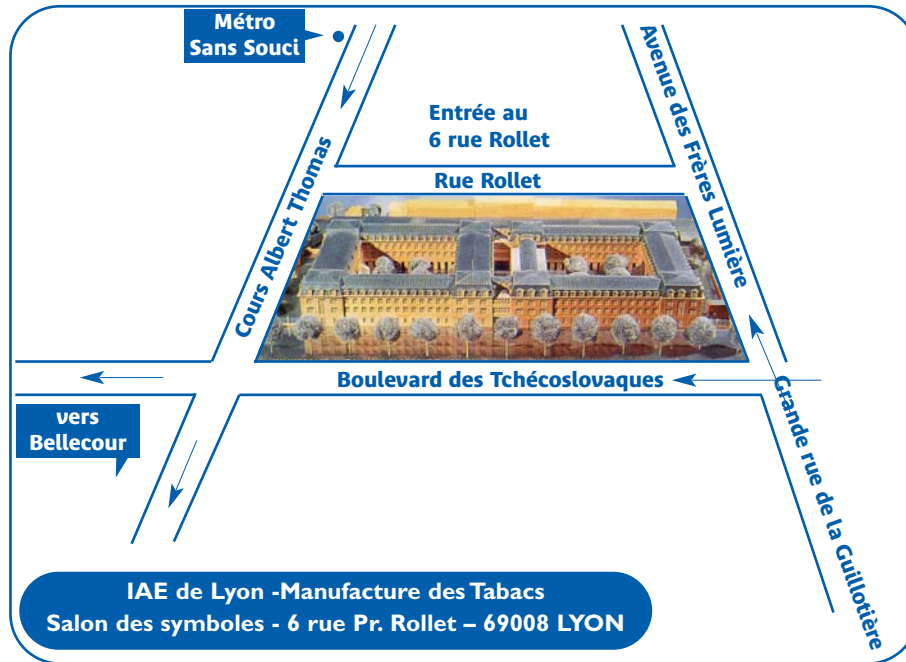 Métro
Sans Souci
Entrée au
6 rue Rollet
Rue Rollet
Cours Albert Thomas
Avenue des Frères Lumière
Boulevard des Tchécoslovaques
vers
Bellecour
Grande rue de la Guillotière
IAE de Lyon -Manufacture des Tabacs
Salon des symboles - 6 rue Pr. Rollet – 69008 LYON